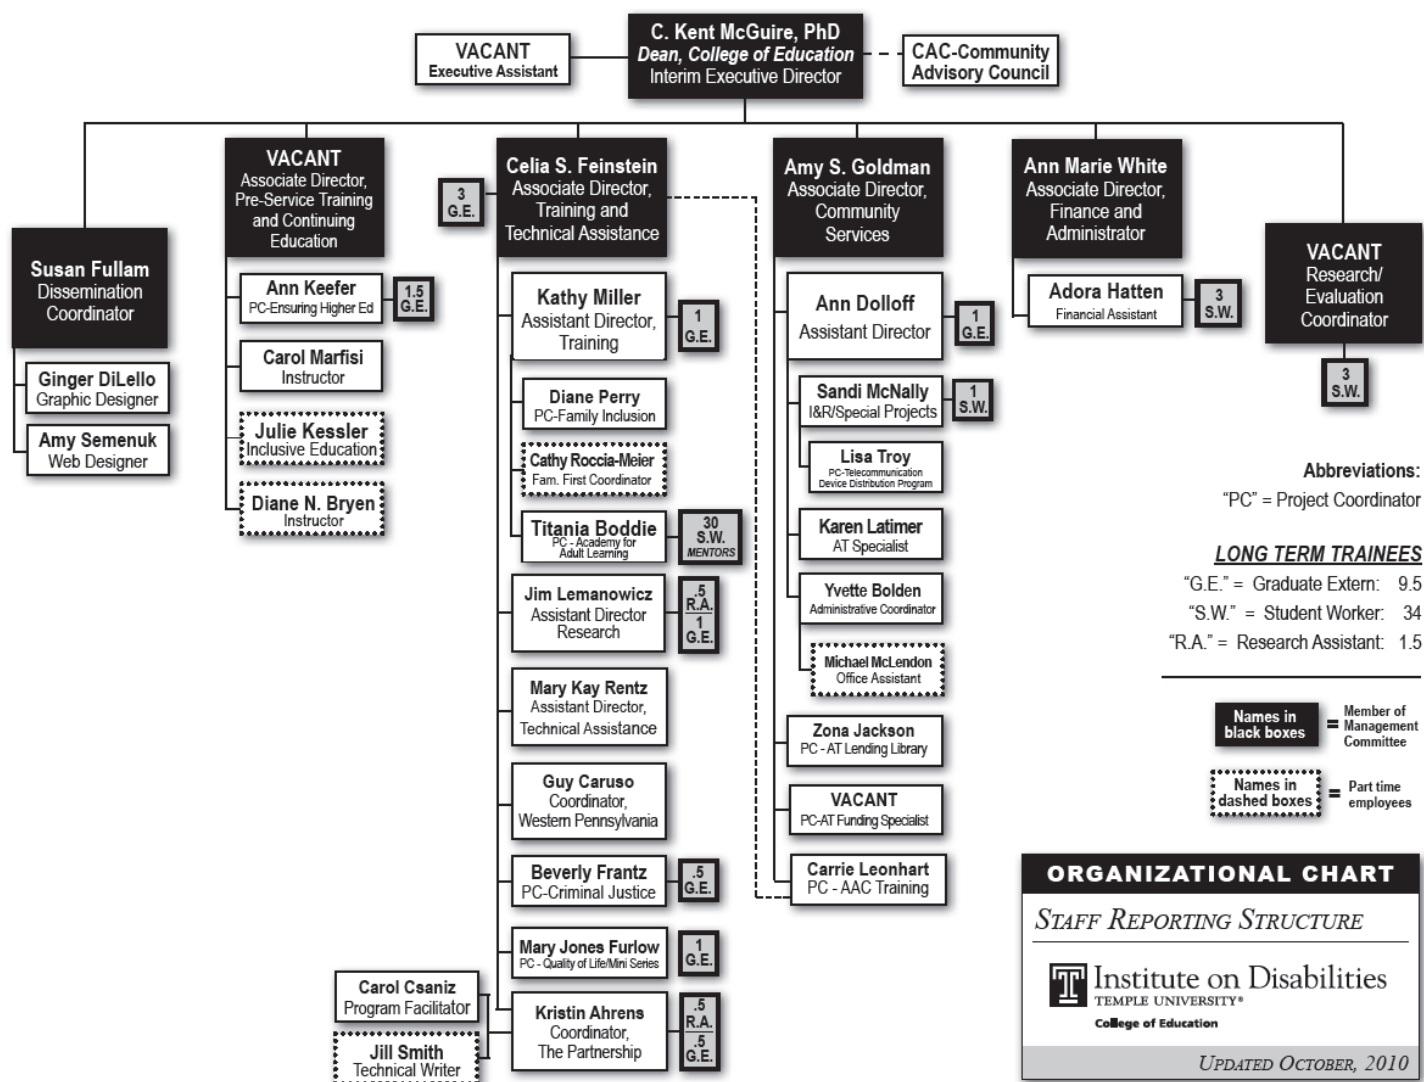 C. Kent McGuire, PhD
Dean, College of Education
Interim Executive Director
VACANT
Executive Assistant
CAC-Community
Advisory Council
Susan Fullam
Dissemination
Coordinator
Ginger DiLello
Graphic Designer
Amy Semenuk
Web Designer
VACANT
Associate Director,
Pre-Service Training
and Continuing
Education
Ann Keefer
PC-Ensuring Higher Ed
1.5
G.E.
Carol Marfisi
Instructor
Julie Kessler
Inclusive Education
Diane N. Bryen
Instructor
3
G.E.
Celia S. Feinstein
Associate Director,
Training and
Technical Assistance
Kathy Miller
Assistant Director,
Training
1
G.E.
Diane Perry
PC-Family Inclusion
Cathy Roccia-Meier
Fam. First Coordinator
Titania Boddie
PC - Academy for
Adult Learning
30
S.W.
MENTORS
Jim Lemanowicz
Assistant Director
Research
.5
R.A.
1
G.E.
Mary Kay Rentz
Assistant Director,
Technical Assistance
Guy Caruso
Coordinator,
Western Pennsylvania
Beverly Frantz
PC-Criminal Justice
.5
G.E.
Mary Jones Furlow
PC - Quality of Life/Mini Series
1
G.E.
Kristin Ahrens
Coordinator,
The Partnership
.5
R.A.
.5
G.E.
Carol Csaniz
Program Facilitator
Jill Smith
Technical Writer
Amy S. Goldman
Associate Director,
Community
Services
Ann Dolloff
Assistant Director
1
G.E.
Sandi McNally
I&R/Special Projects
1
S.W.
Lisa Troy
PC-Telecommunication
Device Distribution Program
Karen Latimer
AT Specialist
Yvette Bolden
Administrative Coordinator
Michael McLendon
Office Assistant
Zona Jackson
PC - AT Lending Library
VACANT
PC-AT Funding Specialist
Carrie Leonhart
PC - AAC Training
Ann Marie White
Associate Director,
Finance and
Administrator
Adora Hatten
Financial Assistant
3
S.W.
VACANT
Research/
Evaluation
Coordinator
3
S.W.
Abbreviations:
“PC” = Project Coordinator
LONG TERM TRAINEES
“G.E.” = Graduate Extern: 9.5
“S.W.” = Student Worker: 34
“R.A.” = Research Assistant: 1.5
Names in
black boxes
= Member of
Management
Committee
Names in
dashed boxes
= Part time
employees
ORGANIZATIONAL CHART
STAFF REPORTING STRUCTURE
Institute on Disabilities
TEMPLE UNIVERSITY®
College of Education
UPDATED OCTOBER, 2010